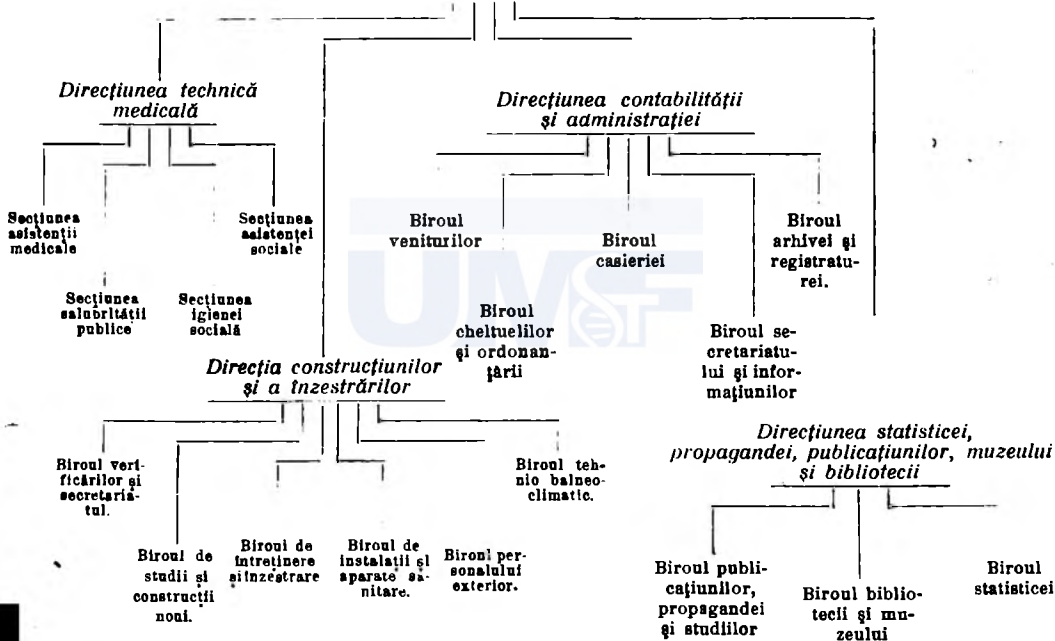 Direcţiunea technică
medicală
Secţiunea
asistenţii
medicale
Secţiunea
salubrităţii
publice
Secţiunea
igienei
socială
Secţiunea
asistenţei
sociale
Direcţiunea contabilităţii
şi administraţiei
Biroul
veniturilor
Biroul
cheltuelilor
şi ordonan-
ţării
Biroul
casieriei
Biroul se-
cretariatu-
lui şi infor-
maţiunilor
Biroul
arhivei şi
registratu-
rei.
Direcţia construcţiunilor
şi a înzestrărilor
Biroul veri-
ficărilor şi
secretaria-
tul.
Biroul de
studii şi
construcţii
noui.
Biroul de
întreţinere
şi înzestrare
Biroul de
instalaţii şi
aparate sa-
nitare.
Biroul per-
sonalului
exterior.
Biroul teh-
nic balneo-
climatic.
Direcţiunea statisticei,
propagandei, publicaţiunilor, muzeului
şi bibliotecii
Biroul publi-
caţiunilor,
propagandei
şi studiilor
Biroul biblio-
tecii şi mu-
zeului
Biroul
statisticei
UMFT